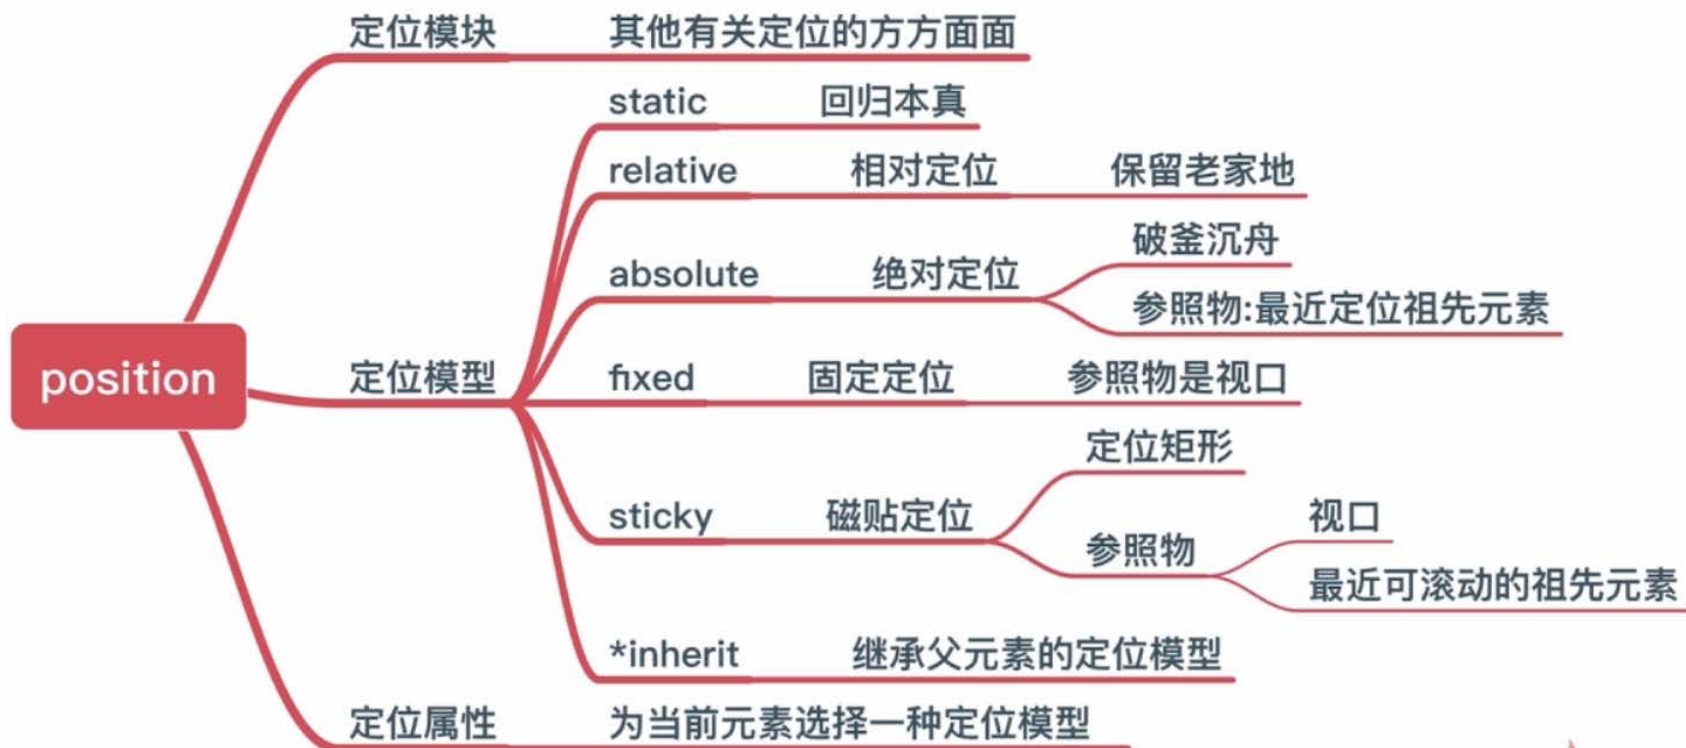 position
定位模块
其他有关定位的方方面面
定位模型
static
回归本真
relative
相对定位
保留老家地
absolute
绝对定位
破釜沉舟
参照物:最近定位祖先元素
fixed
固定定位
参照物是视口
sticky
磁贴定位
定位矩形
参照物
视口
最近可滚动的祖先元素
*inherit
继承父元素的定位模型
定位属性
为当前元素选择一种定位模型